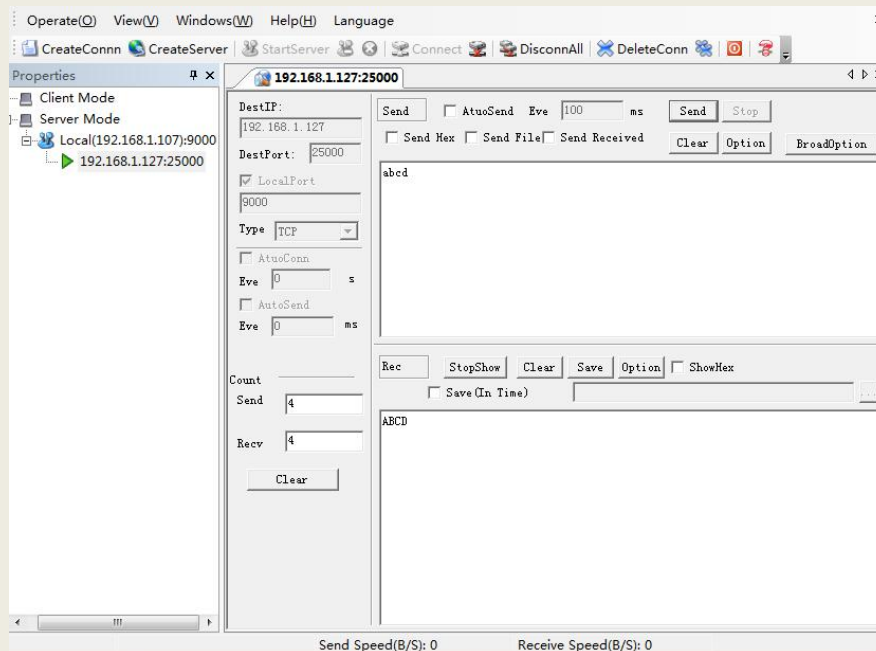 Operate(O) View(V) Windows(W) Help(H) Language
CreateConnn CreateServer StartServer Connect DisconnAll DeleteConn
Properties
Client Mode
Server Mode
Local(192.168.1.107):9000
192.168.1.127:25000
192.168.1.127:25000
DestIP:
192.168.1.127
DestPort: 25000
LocalPort
9000
Type TCP
AtuoConn
Eve 0 s
AutoSend
Eve 0 ms
Count
Send 4
Recv 4
Clear
Send AtuoSend Eve 100 ms Send Stop
Send Hex Send File Send Received Clear Option BroadOption
abcd
Rec StopShow Clear Save Option ShowHex
Save(In Time) ...
ABCD
Send Speed(B/S): 0 Receive Speed(B/S): 0